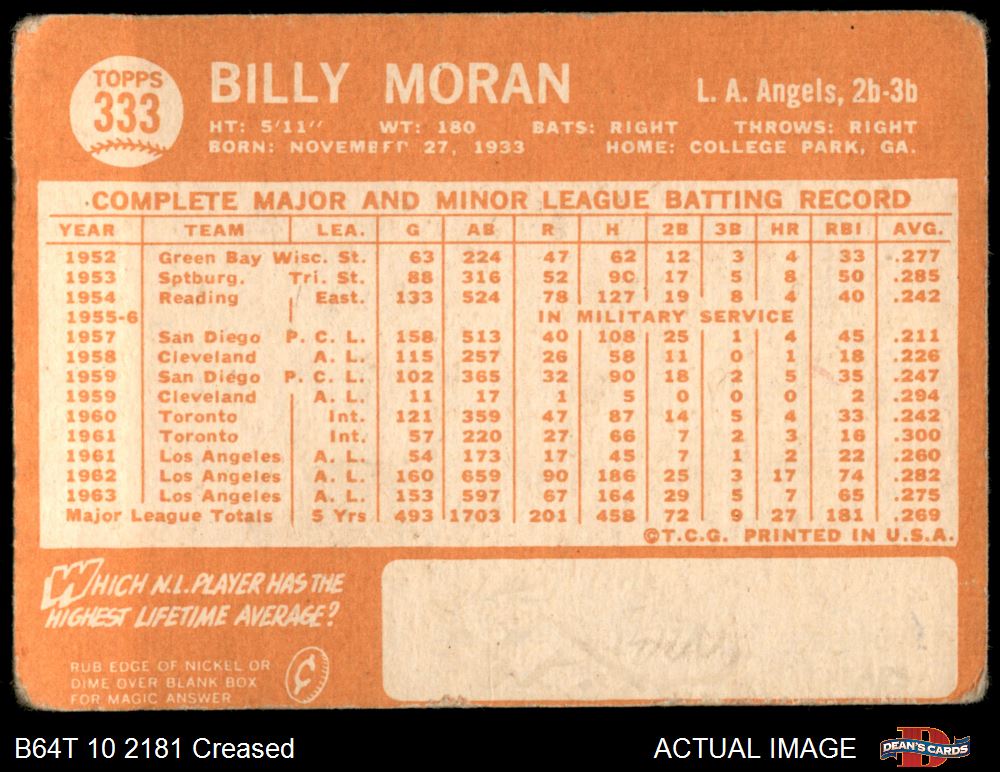 TOPPS
333
BILLY MORAN
L. A. Angels, 2b-3b
HT: 5'11" WT: 180 BATS: RIGHT THROWS: RIGHT
BORN: NOVEMBER 27, 1933 HOME: COLLEGE PARK, GA.
COMPLETE MAJOR AND MINOR LEAGUE BATTING RECORD
YEAR TEAM LEA. G AB R H 2B 3B HR RBI AVG.
1952 Green Bay Wisc. St. 63 224 47 62 12 3 4 33 .277
1953 Sptburg. Tri. St. 88 316 52 90 17 5 8 50 .285
1954 Reading East. 133 524 78 127 19 8 4 40 .242
1955-6 IN MILITARY SERVICE
1957 San Diego P. C. L. 158 513 40 108 25 1 4 45 .211
1958 Cleveland A. L. 115 257 26 58 11 0 1 18 .226
1959 San Diego P. C. L. 102 365 32 90 18 2 5 35 .247
1959 Cleveland A. L. 11 17 1 5 0 0 0 2 .294
1960 Toronto Int. 121 359 47 87 14 5 4 33 .242
1961 Toronto Int. 57 220 27 66 7 2 3 16 .300
1961 Los Angeles A. L. 54 173 17 45 7 1 2 22 .260
1962 Los Angeles A. L. 160 659 90 186 25 3 17 74 .282
1963 Los Angeles A. L. 153 597 67 164 29 5 7 65 .275
Major League Totals 5 Yrs 493 1703 201 458 72 9 27 181 .269
©T.C.G. PRINTED IN U.S.A.
WHICH N.L. PLAYER HAS THE
HIGHEST LIFETIME AVERAGE?
RUB EDGE OF NICKEL OR
DIME OVER BLANK BOX
FOR MAGIC ANSWER
¢
B64T 10 2181 Creased
ACTUAL IMAGE
D
DEAN'S CARDS